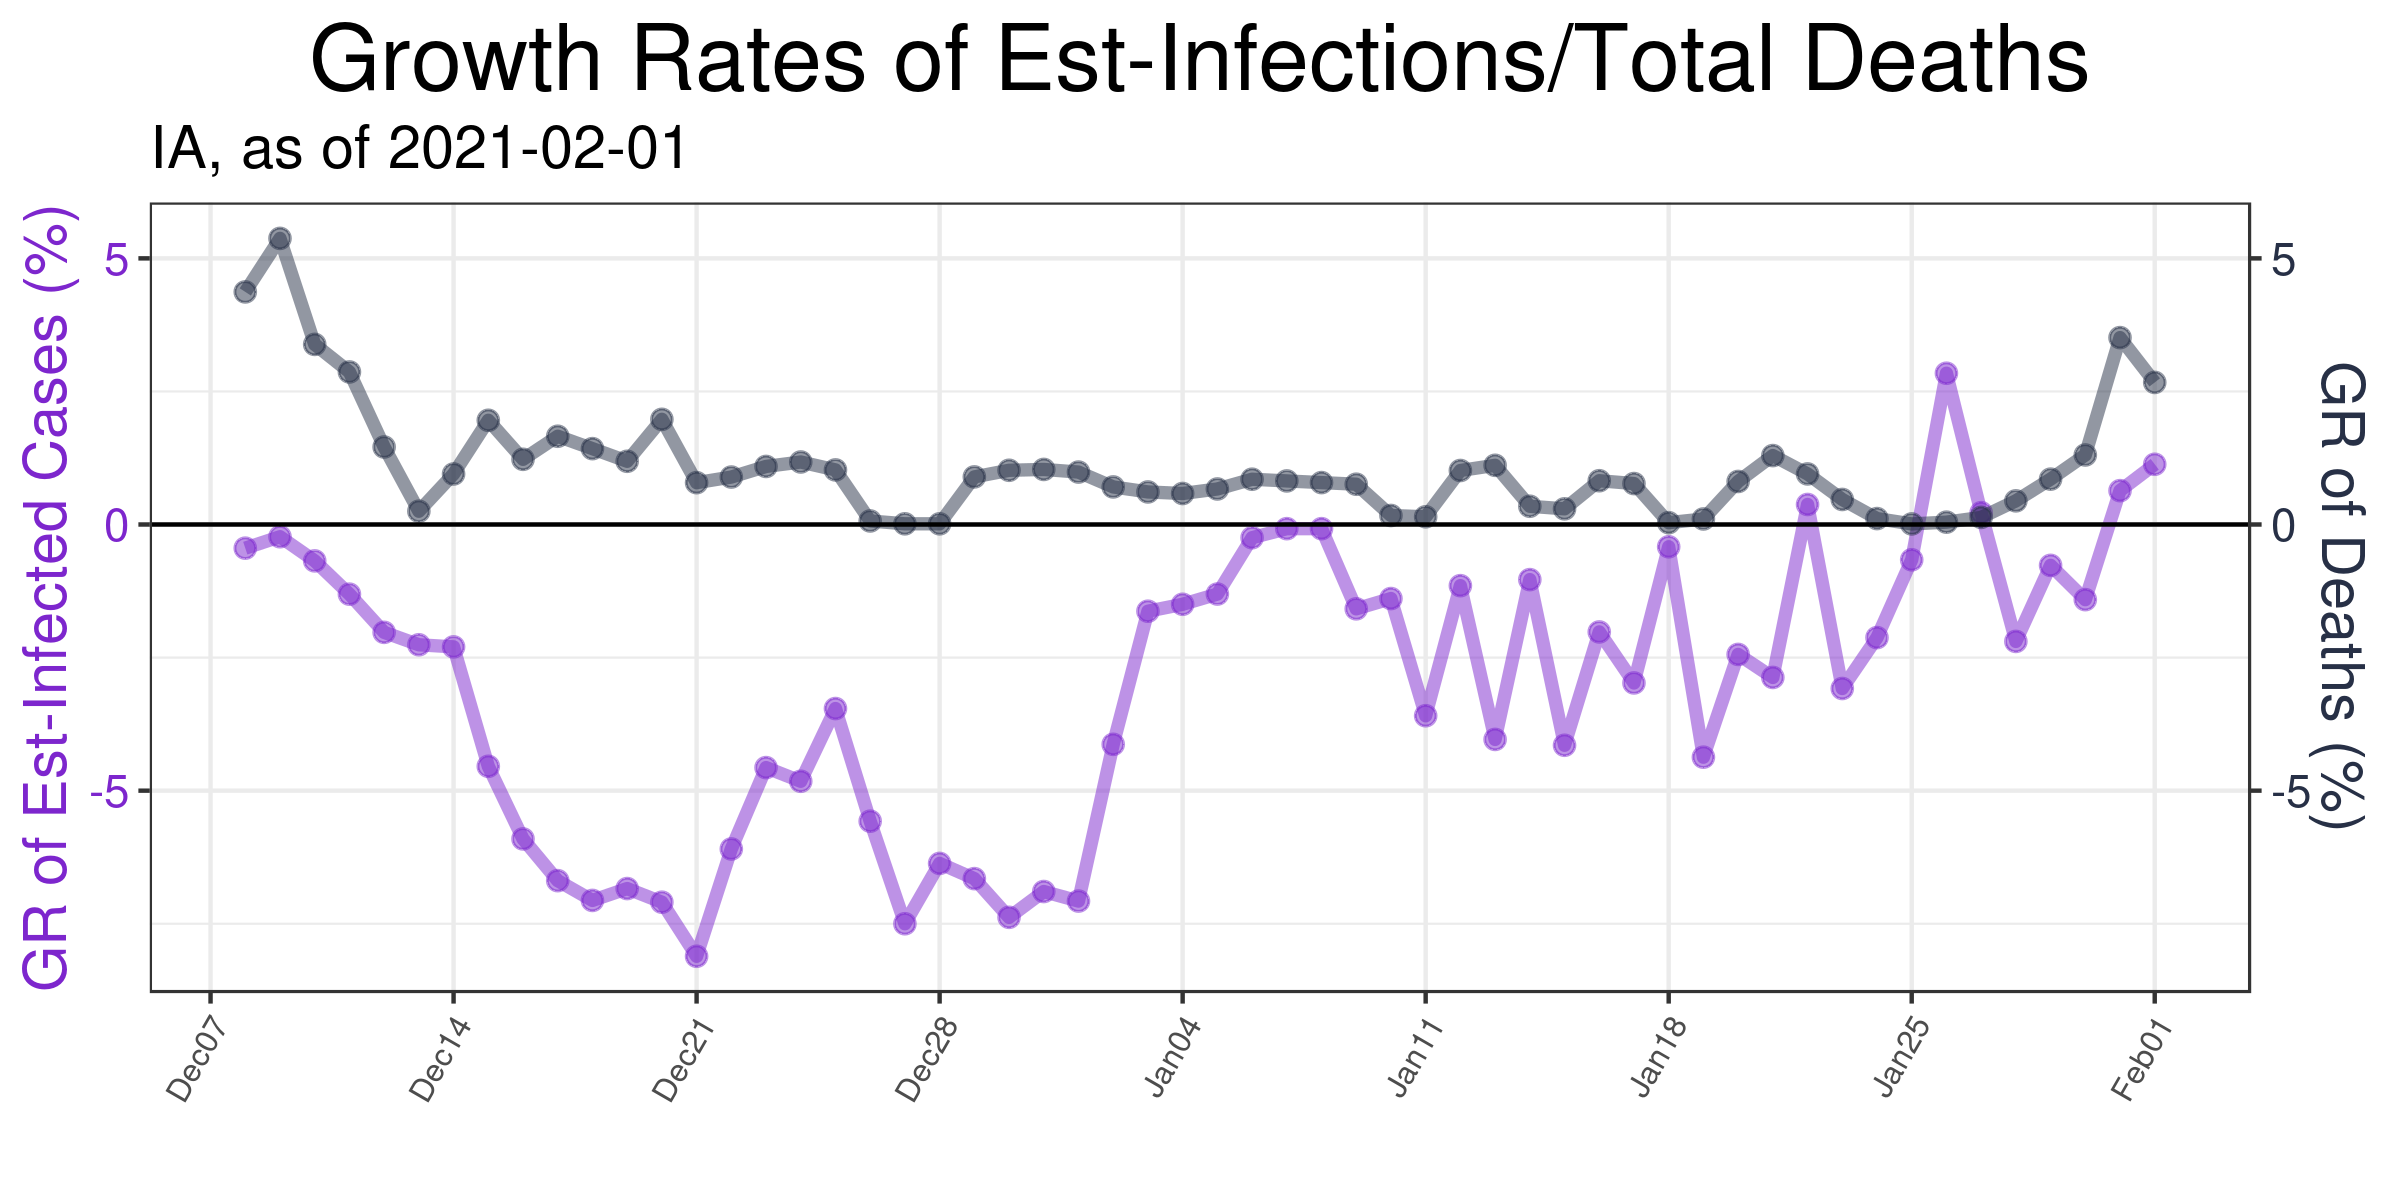 Growth Rates of Est-Infections/Total Deaths
IA, as of 2021-02-01
GR of Est-Infected Cases (%)
5
0
-5
5
0
-5
GR of Deaths (%)
Dec07
Dec14
Dec21
Dec28
Jan04
Jan11
Jan18
Jan25
Feb01